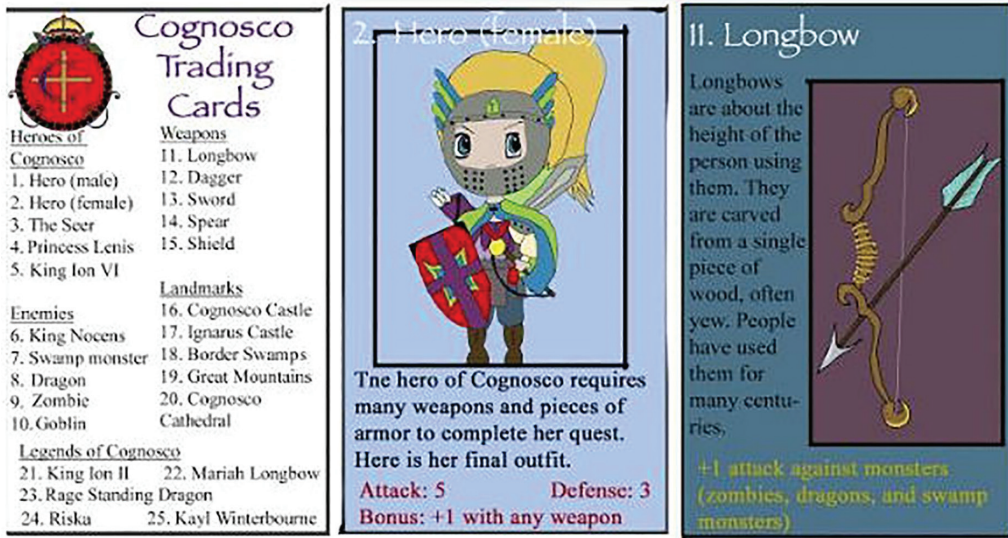 Cognosco
Trading
Cards
Heroes of
Cognosco
1. Hero (male)
2. Hero (female)
3. The Seer
4. Princess Lenis
5. King Ion VI
Enemies
6. King Nocens
7. Swamp monster
8. Dragon
9. Zombie
10. Goblin
Weapons
11. Longbow
12. Dagger
13. Sword
14. Spear
15. Shield
Landmarks
16. Cognosco Castle
17. Ignarus Castle
18. Border Swamps
19. Great Mountains
20. Cognosco
Cathedral
Legends of Cognosco
21. King Ion II 22. Mariah Longbow
23. Rage Standing Dragon
24. Riska 25. Kayl Winterbourne
2. Hero (female)
The hero of Cognosco requires
many weapons and pieces of
armor to complete her quest.
Here is her final outfit.
Attack: 5 Defense: 3
Bonus: +1 with any weapon
11. Longbow
Longbows
are about the
height of the
person using
them. They
are carved
from a single
piece of
wood, often
yew. People
have used
them for
many centu-
ries.
+1 attack against monsters
(zombies, dragons, and swamp
monsters)